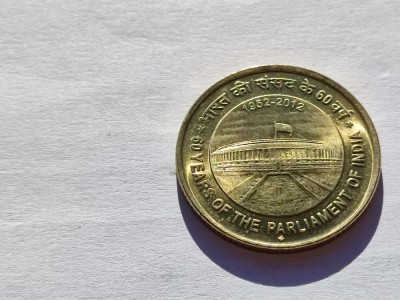 भारत की संसद के 60 वर्ष
1952-2012
60 YEARS OF THE PARLIAMENT OF INDIA